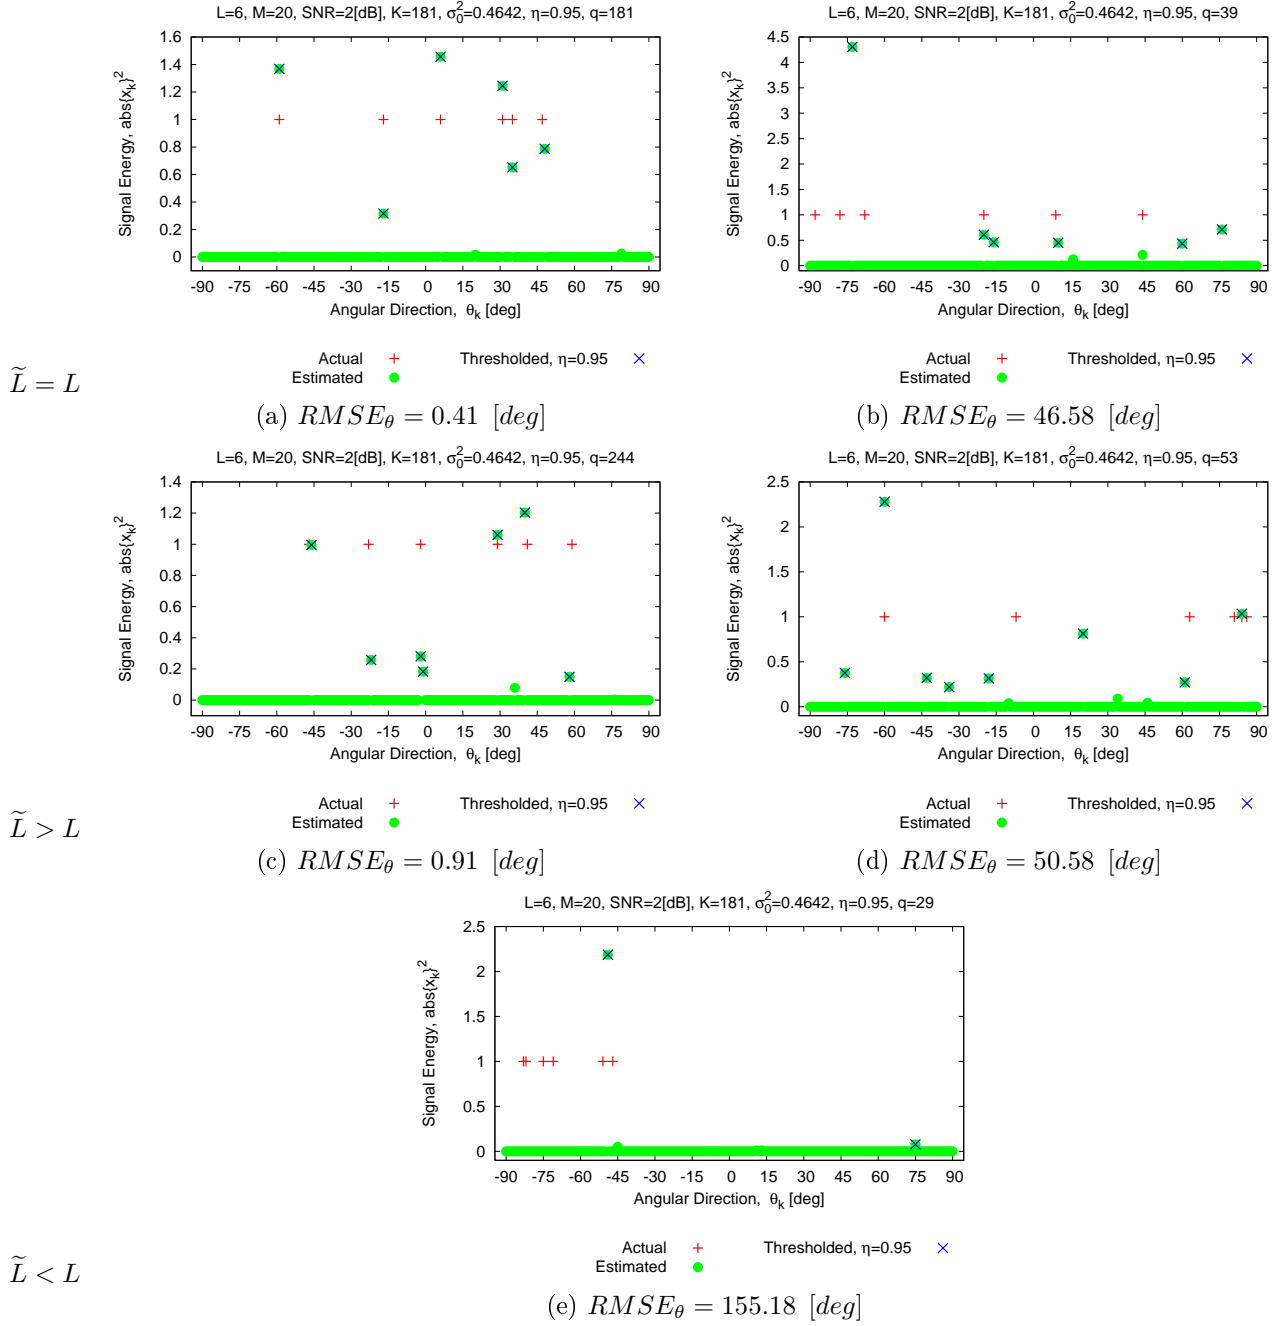 L=6, M=20, SNR=2[dB], K=181, σ₀²=0.4642, η=0.95, q=181
Signal Energy, abs{xₖ}²
1.6
1.4
1.2
1
0.8
0.6
0.4
0.2
0
-90 -75 -60 -45 -30 -15 0 15 30 45 60 75 90
Angular Direction, θₖ [deg]
Actual
Thresholded, η=0.95
Estimated
(a) RMSE_θ = 0.41 [deg]
L=6, M=20, SNR=2[dB], K=181, σ₀²=0.4642, η=0.95, q=39
Signal Energy, abs{xₖ}²
4.5
4
3.5
3
2.5
2
1.5
1
0.5
0
-90 -75 -60 -45 -30 -15 0 15 30 45 60 75 90
Angular Direction, θₖ [deg]
Actual
Thresholded, η=0.95
Estimated
(b) RMSE_θ = 46.58 [deg]
L̃ = L
L=6, M=20, SNR=2[dB], K=181, σ₀²=0.4642, η=0.95, q=244
Signal Energy, abs{xₖ}²
1.4
1.2
1
0.8
0.6
0.4
0.2
0
-90 -75 -60 -45 -30 -15 0 15 30 45 60 75 90
Angular Direction, θₖ [deg]
Actual
Thresholded, η=0.95
Estimated
(c) RMSE_θ = 0.91 [deg]
L=6, M=20, SNR=2[dB], K=181, σ₀²=0.4642, η=0.95, q=53
Signal Energy, abs{xₖ}²
2.5
2
1.5
1
0.5
0
-90 -75 -60 -45 -30 -15 0 15 30 45 60 75 90
Angular Direction, θₖ [deg]
Actual
Thresholded, η=0.95
Estimated
(d) RMSE_θ = 50.58 [deg]
L̃ > L
L=6, M=20, SNR=2[dB], K=181, σ₀²=0.4642, η=0.95, q=29
Signal Energy, abs{xₖ}²
2.5
2
1.5
1
0.5
0
-90 -75 -60 -45 -30 -15 0 15 30 45 60 75 90
Angular Direction, θₖ [deg]
Actual
Thresholded, η=0.95
Estimated
(e) RMSE_θ = 155.18 [deg]
L̃ < L